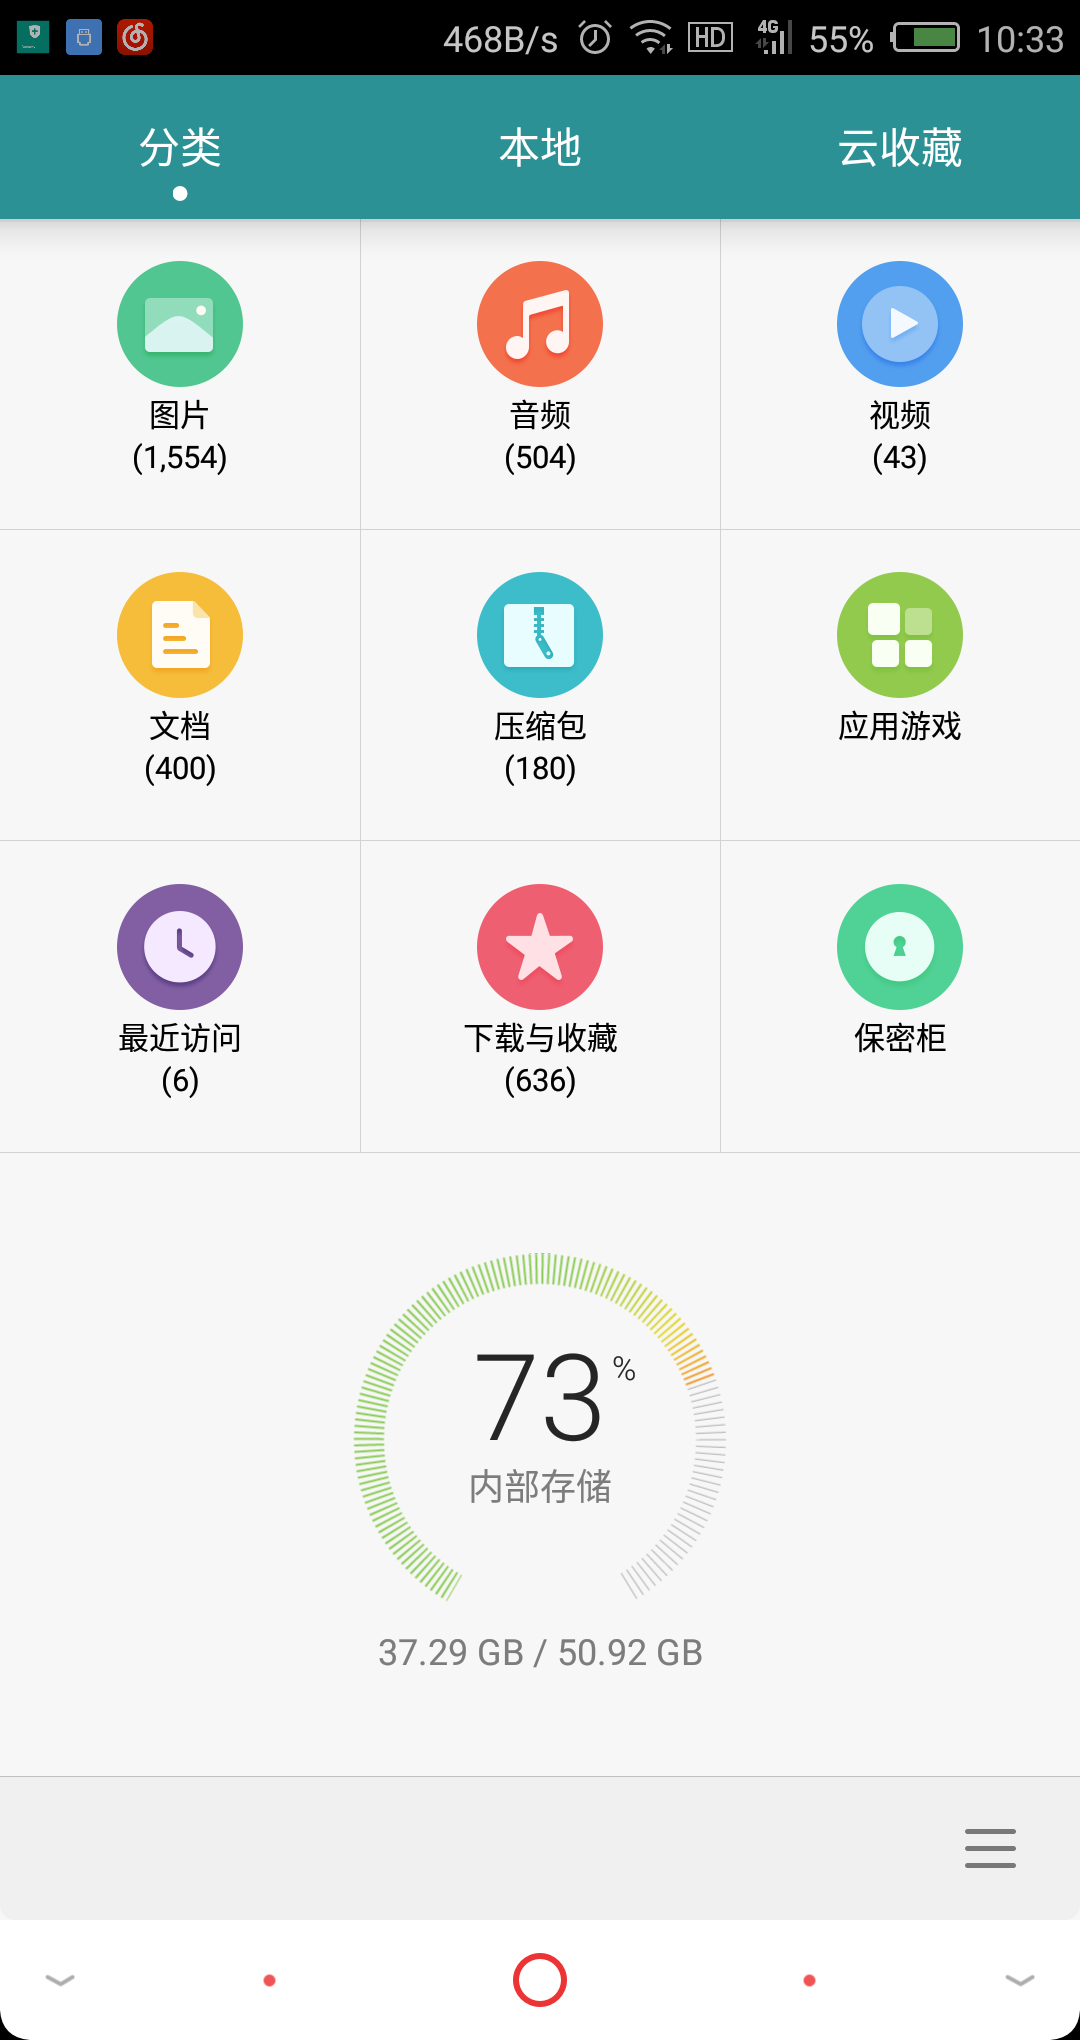 468B/s HD 4G 55% 10:33
分类 本地 云收藏
图片 音频 视频
(1,554) (504) (43)
文档 压缩包 应用游戏
(400) (180)
最近访问 下载与收藏 保密柜
(6) (636)
73%
内部存储
37.29 GB / 50.92 GB